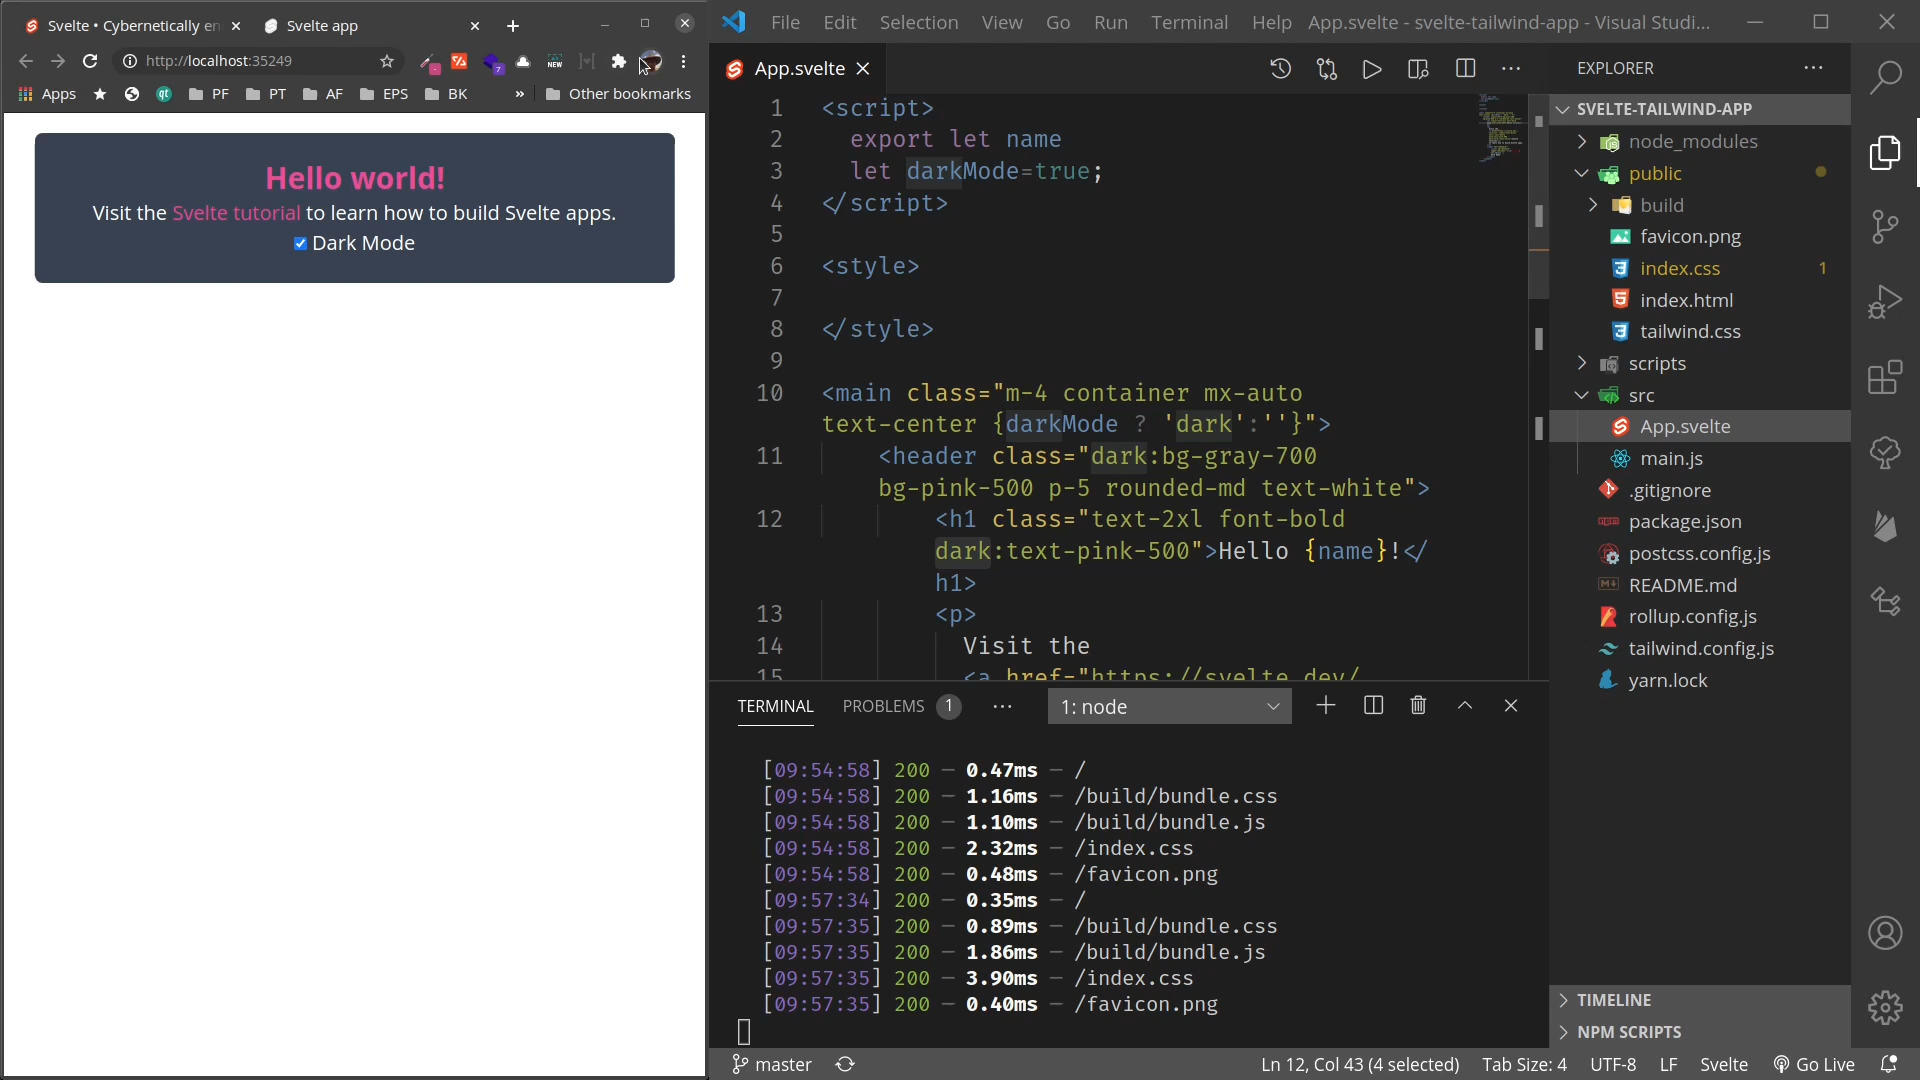 Svelte • Cybernetically en
Svelte app
http://localhost:35249
7
NEW
Apps
qt
PF
PT
AF
EPS
BK
»
Other bookmarks
Hello world!
Visit the Svelte tutorial to learn how to build Svelte apps.
Dark Mode
File Edit Selection View Go Run Terminal Help App.svelte - svelte-tailwind-app - Visual Studi...
App.svelte
1 <script>
2 export let name
3 let darkMode=true;
4 </script>
5
6 <style>
7
8 </style>
9
10 <main class="m-4 container mx-auto
text-center {darkMode ? 'dark':''}">
11 <header class="dark:bg-gray-700
bg-pink-500 p-5 rounded-md text-white">
12 <h1 class="text-2xl font-bold
dark:text-pink-500">Hello {name}!</
h1>
13 <p>
14 Visit the
15 <a href="https://svelte.dev/
TERMINAL PROBLEMS 1 ··· 1: node
[09:54:58] 200 — 0.47ms — /
[09:54:58] 200 — 1.16ms — /build/bundle.css
[09:54:58] 200 — 1.10ms — /build/bundle.js
[09:54:58] 200 — 2.32ms — /index.css
[09:54:58] 200 — 0.48ms — /favicon.png
[09:57:34] 200 — 0.35ms — /
[09:57:35] 200 — 0.89ms — /build/bundle.css
[09:57:35] 200 — 1.86ms — /build/bundle.js
[09:57:35] 200 — 3.90ms — /index.css
[09:57:35] 200 — 0.40ms — /favicon.png
EXPLORER
SVELTE-TAILWIND-APP
node_modules
public
build
favicon.png
index.css 1
index.html
tailwind.css
scripts
src
App.svelte
main.js
.gitignore
package.json
postcss.config.js
README.md
rollup.config.js
tailwind.config.js
yarn.lock
TIMELINE
NPM SCRIPTS
master
Ln 12, Col 43 (4 selected) Tab Size: 4 UTF-8 LF Svelte Go Live